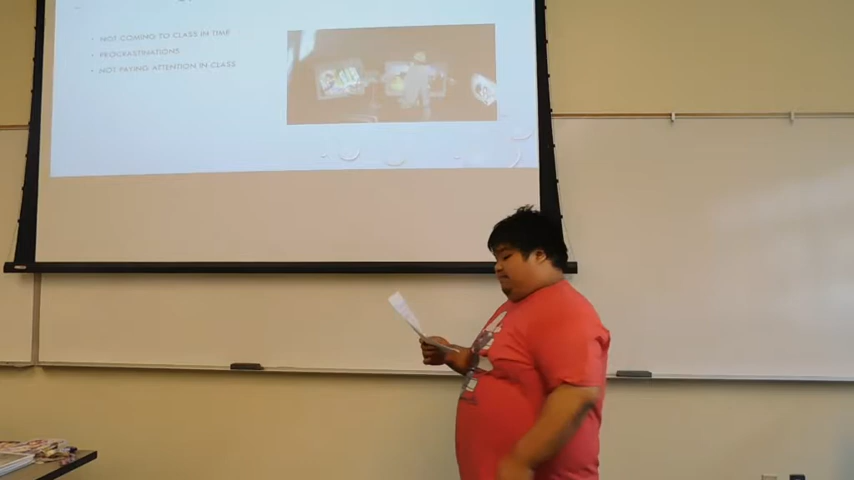 • NOT COMING TO CLASS IN TIME
• PROCRASTINATIONS
• NOT PAYING ATTENTION IN CLASS